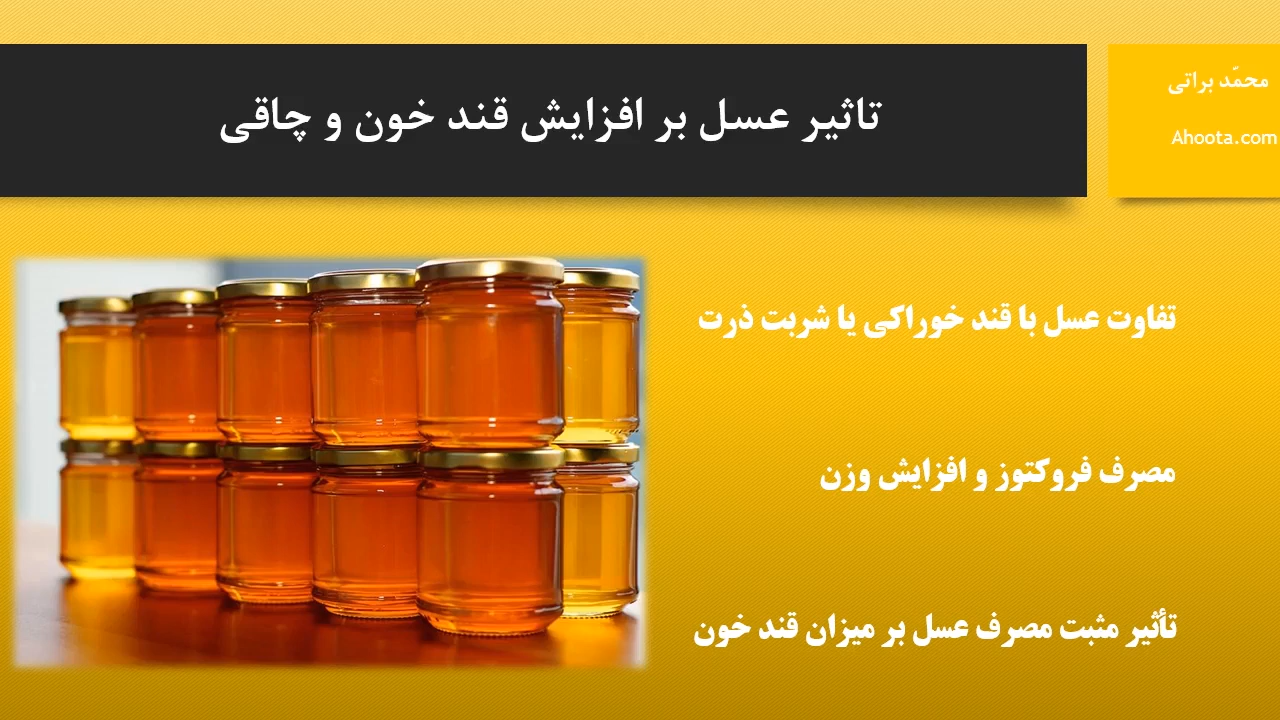 محمّد براتی
Ahoota.com
تاثیر عسل بر افزایش قند خون و چاقی
تفاوت عسل با قند خوراکی یا شربت ذرت
مصرف فروکتوز و افزایش وزن
تأثیر مثبت مصرف عسل بر میزان قند خون